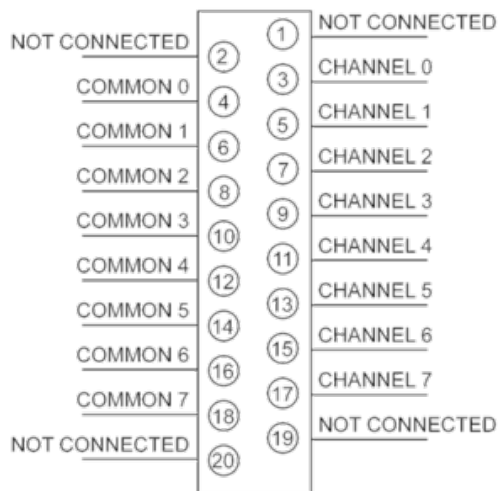 1 NOT CONNECTED
NOT CONNECTED 2
3 CHANNEL 0
COMMON 0 4
5 CHANNEL 1
COMMON 1 6
7 CHANNEL 2
COMMON 2 8
9 CHANNEL 3
COMMON 3 10
11 CHANNEL 4
COMMON 4 12
13 CHANNEL 5
COMMON 5 14
15 CHANNEL 6
COMMON 6 16
17 CHANNEL 7
COMMON 7 18
19 NOT CONNECTED
NOT CONNECTED 20